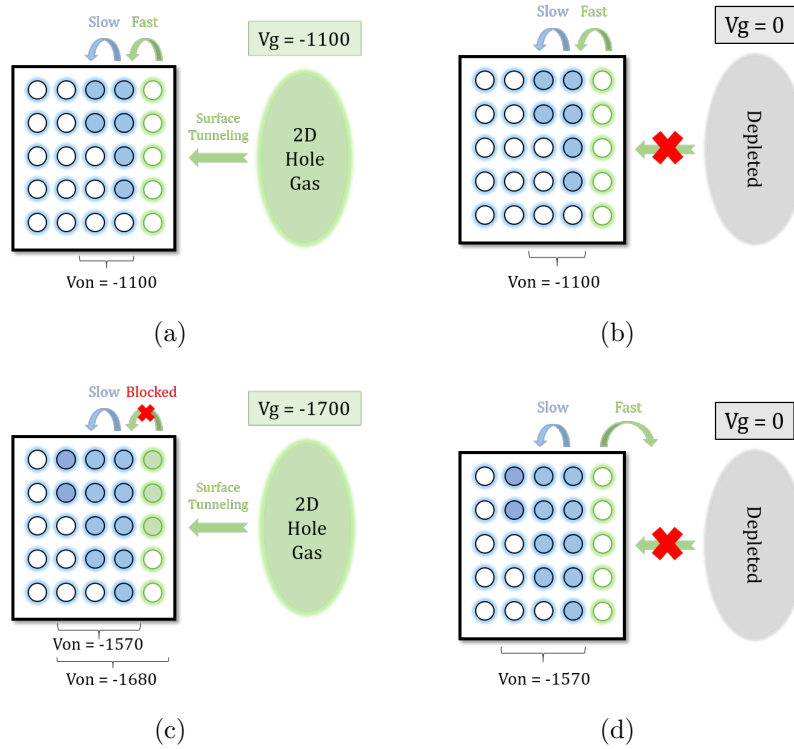 Slow Fast
Vg = -1100
Surface
Tunneling
2D
Hole
Gas
Von = -1100
(a)
Slow Fast
Vg = 0
Depleted
Von = -1100
(b)
Slow Blocked
Vg = -1700
Surface
Tunneling
2D
Hole
Gas
Von = -1570
Von = -1680
(c)
Slow Fast
Vg = 0
Depleted
Von = -1570
(d)